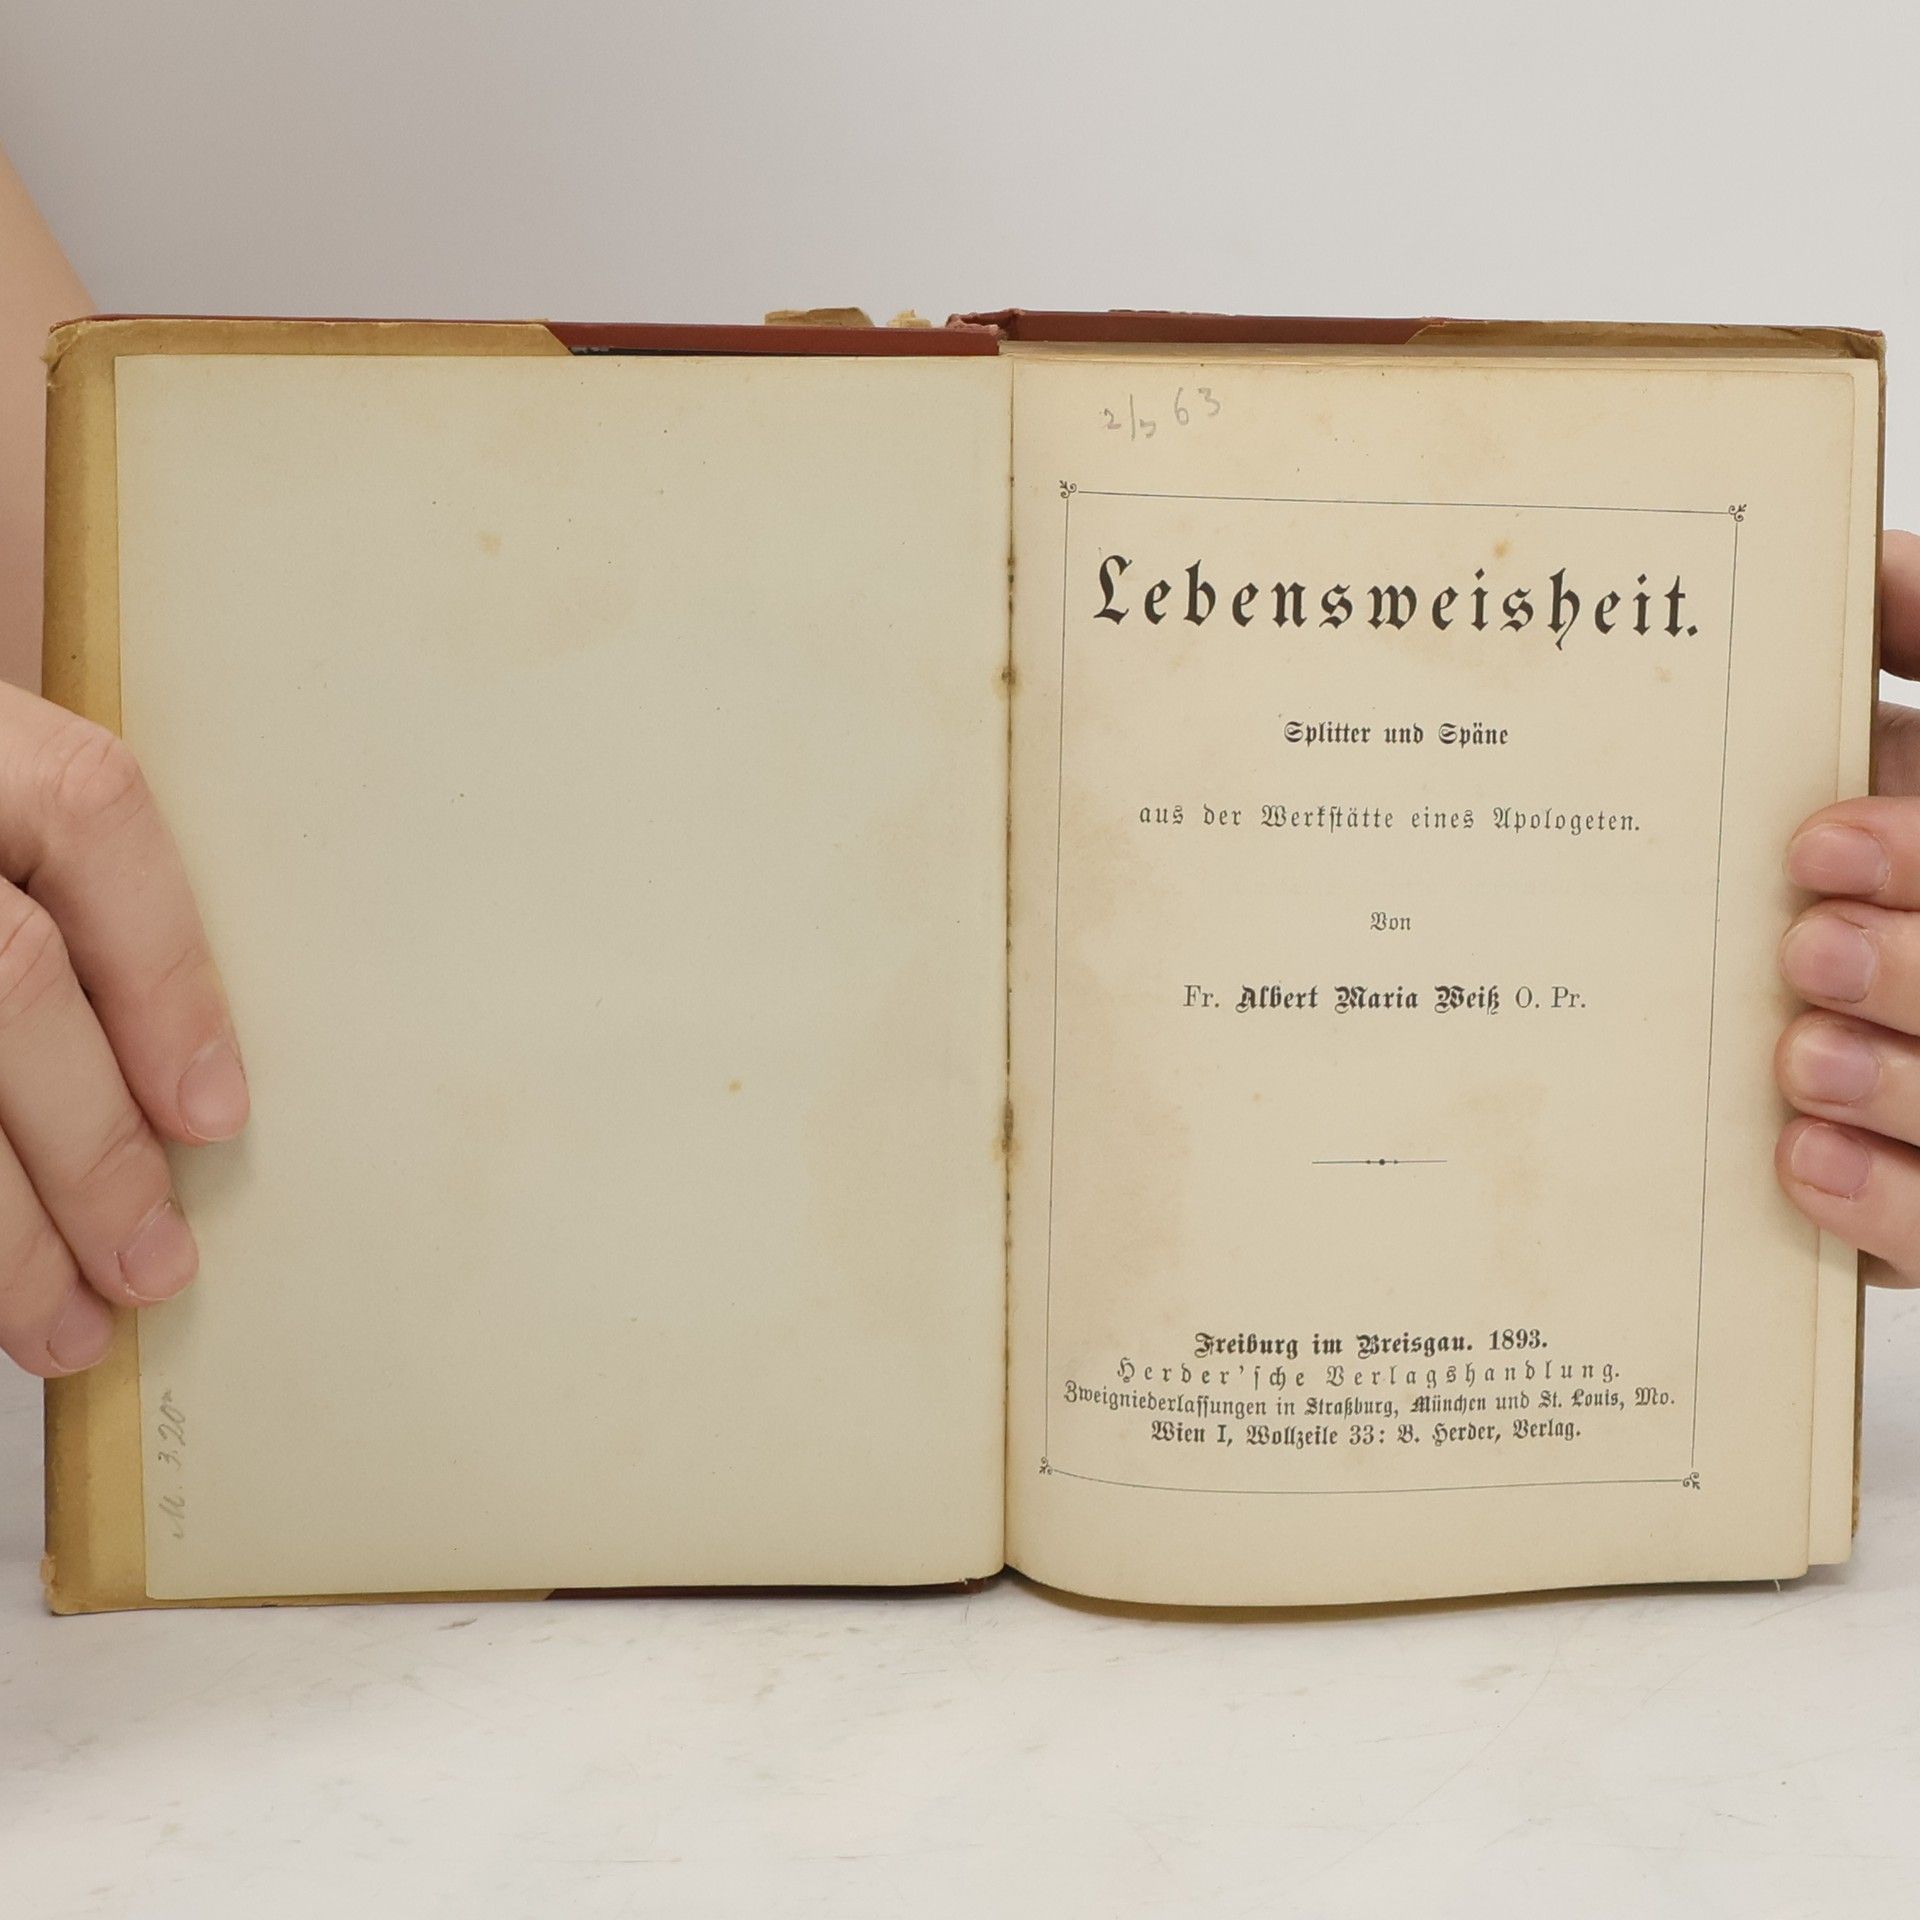 M. 3.20
2/5 63
Lebensweisheit.
Splitter und Späne
aus der Werkstätte eines Apologeten.
Von
Fr. Albert Maria Weiß O. Pr.
Freiburg im Breisgau. 1893.
Herder'sche Verlagshandlung.
Zweigniederlassungen in Straßburg, München und St. Louis, Mo.
Wien I, Wollzeile 33: B. Herder, Verlag.